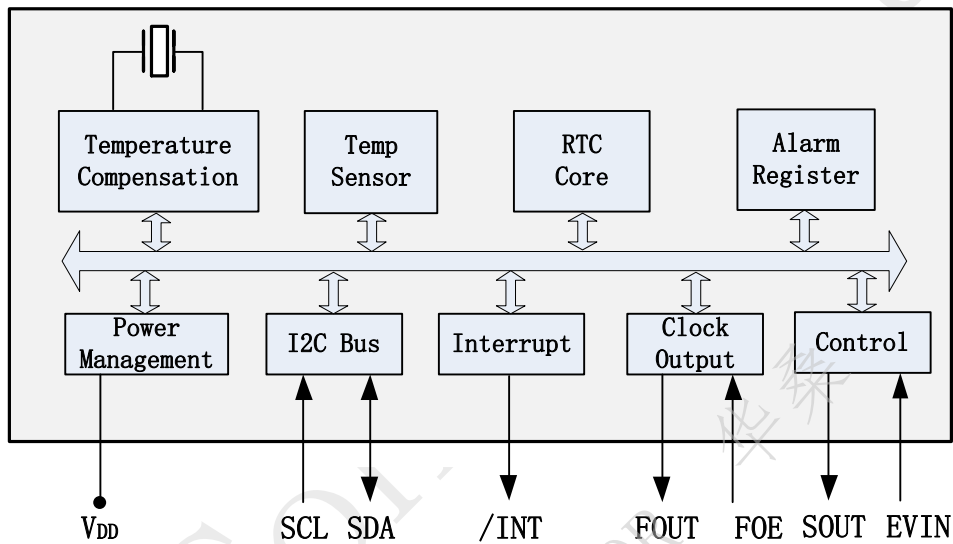 Temperature
Compensation
Temp
Sensor
RTC
Core
Alarm
Register
Power
Management
I2C Bus
Interrupt
Clock
Output
Control
VDD
SCL
SDA
/INT
FOUT
FOE
SOUT
EVIN